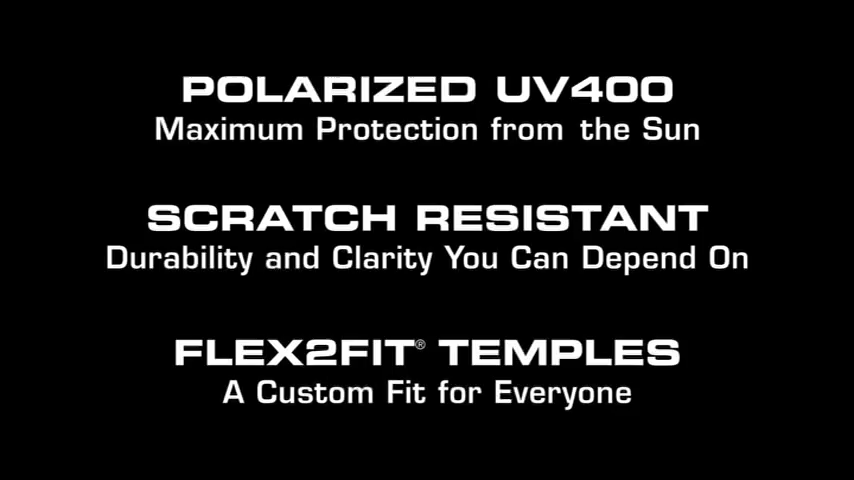 POLARIZED UV400
Maximum Protection from the Sun
SCRATCH RESISTANT
Durability and Clarity You Can Depend On
FLEX2FIT® TEMPLES
A Custom Fit for Everyone